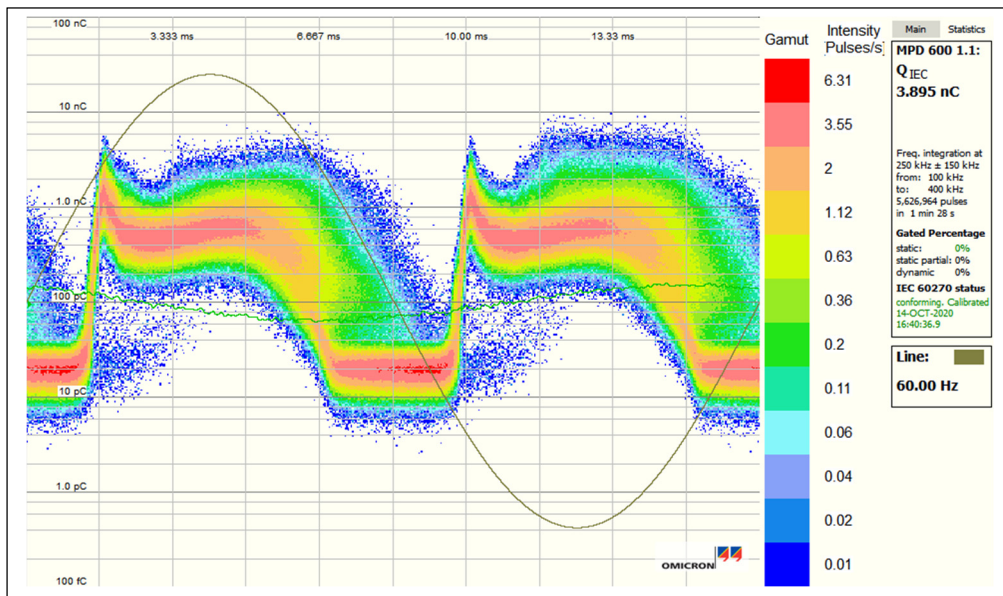 100 nC
3.333 ms
6.667 ms
10.00 ms
13.33 ms
10 nC
1.0 nC
100 pC
10 pC
1.0 pC
100 fC
OMICRON
Gamut
Intensity
Pulses/s
6.31
3.55
2
1.12
0.63
0.36
0.2
0.11
0.06
0.04
0.02
0.01
Main Statistics
MPD 600 1.1:
Q IEC
3.895 nC
Freq. integration at
250 kHz ± 150 kHz
from: 100 kHz
to: 400 kHz
5,626,964 pulses
in 1 min 28 s
Gated Percentage
static: 0%
static partial: 0%
dynamic 0%
IEC 60270 status
conforming. Calibrated
14-OCT-2020
16:40:36.9
Line:
60.00 Hz